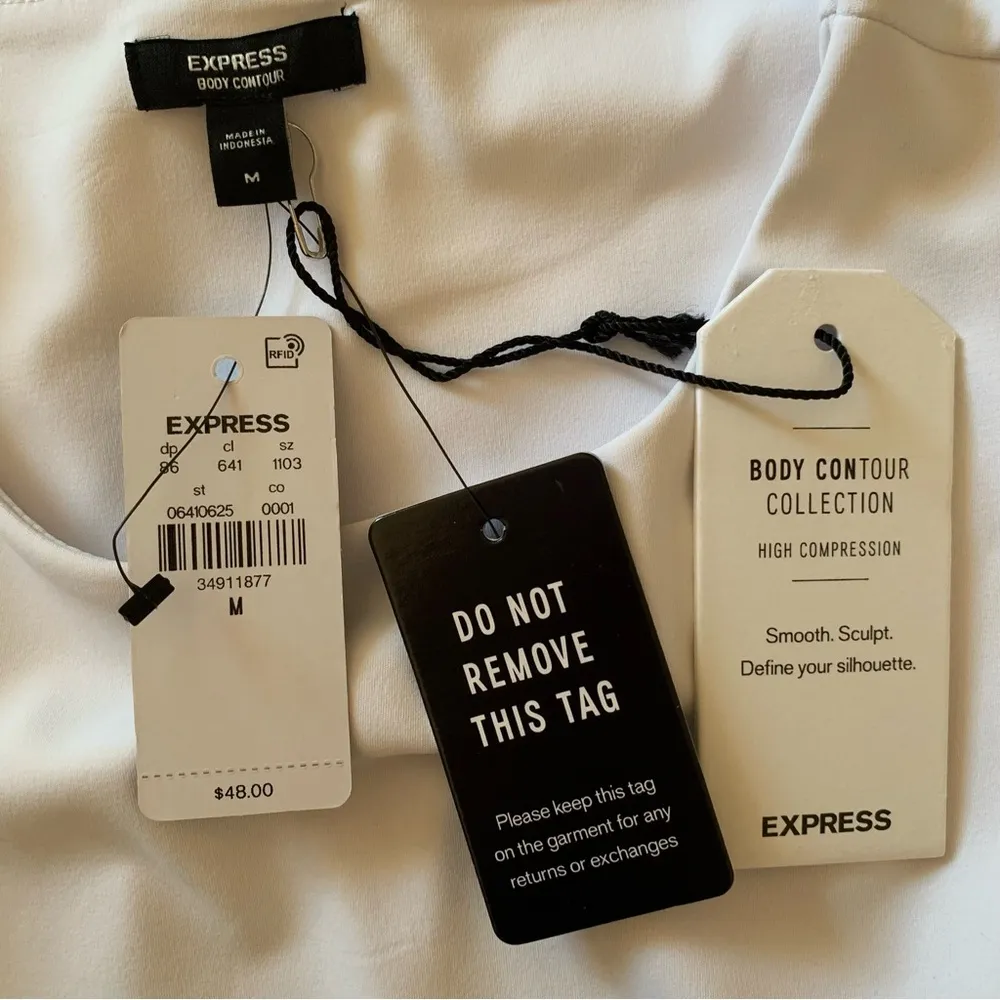 EXPRESS
BODY CONTOUR
MADE IN
INDONESIA
M
RFID
EXPRESS
dp cl sz
86 641 1103
st co
06410625 0001
34911877
M
$48.00
DO NOT
REMOVE
THIS TAG
Please keep this tag
on the garment for any
returns or exchanges
BODY CONTOUR
COLLECTION
HIGH COMPRESSION
Smooth. Sculpt.
Define your silhouette.
EXPRESS